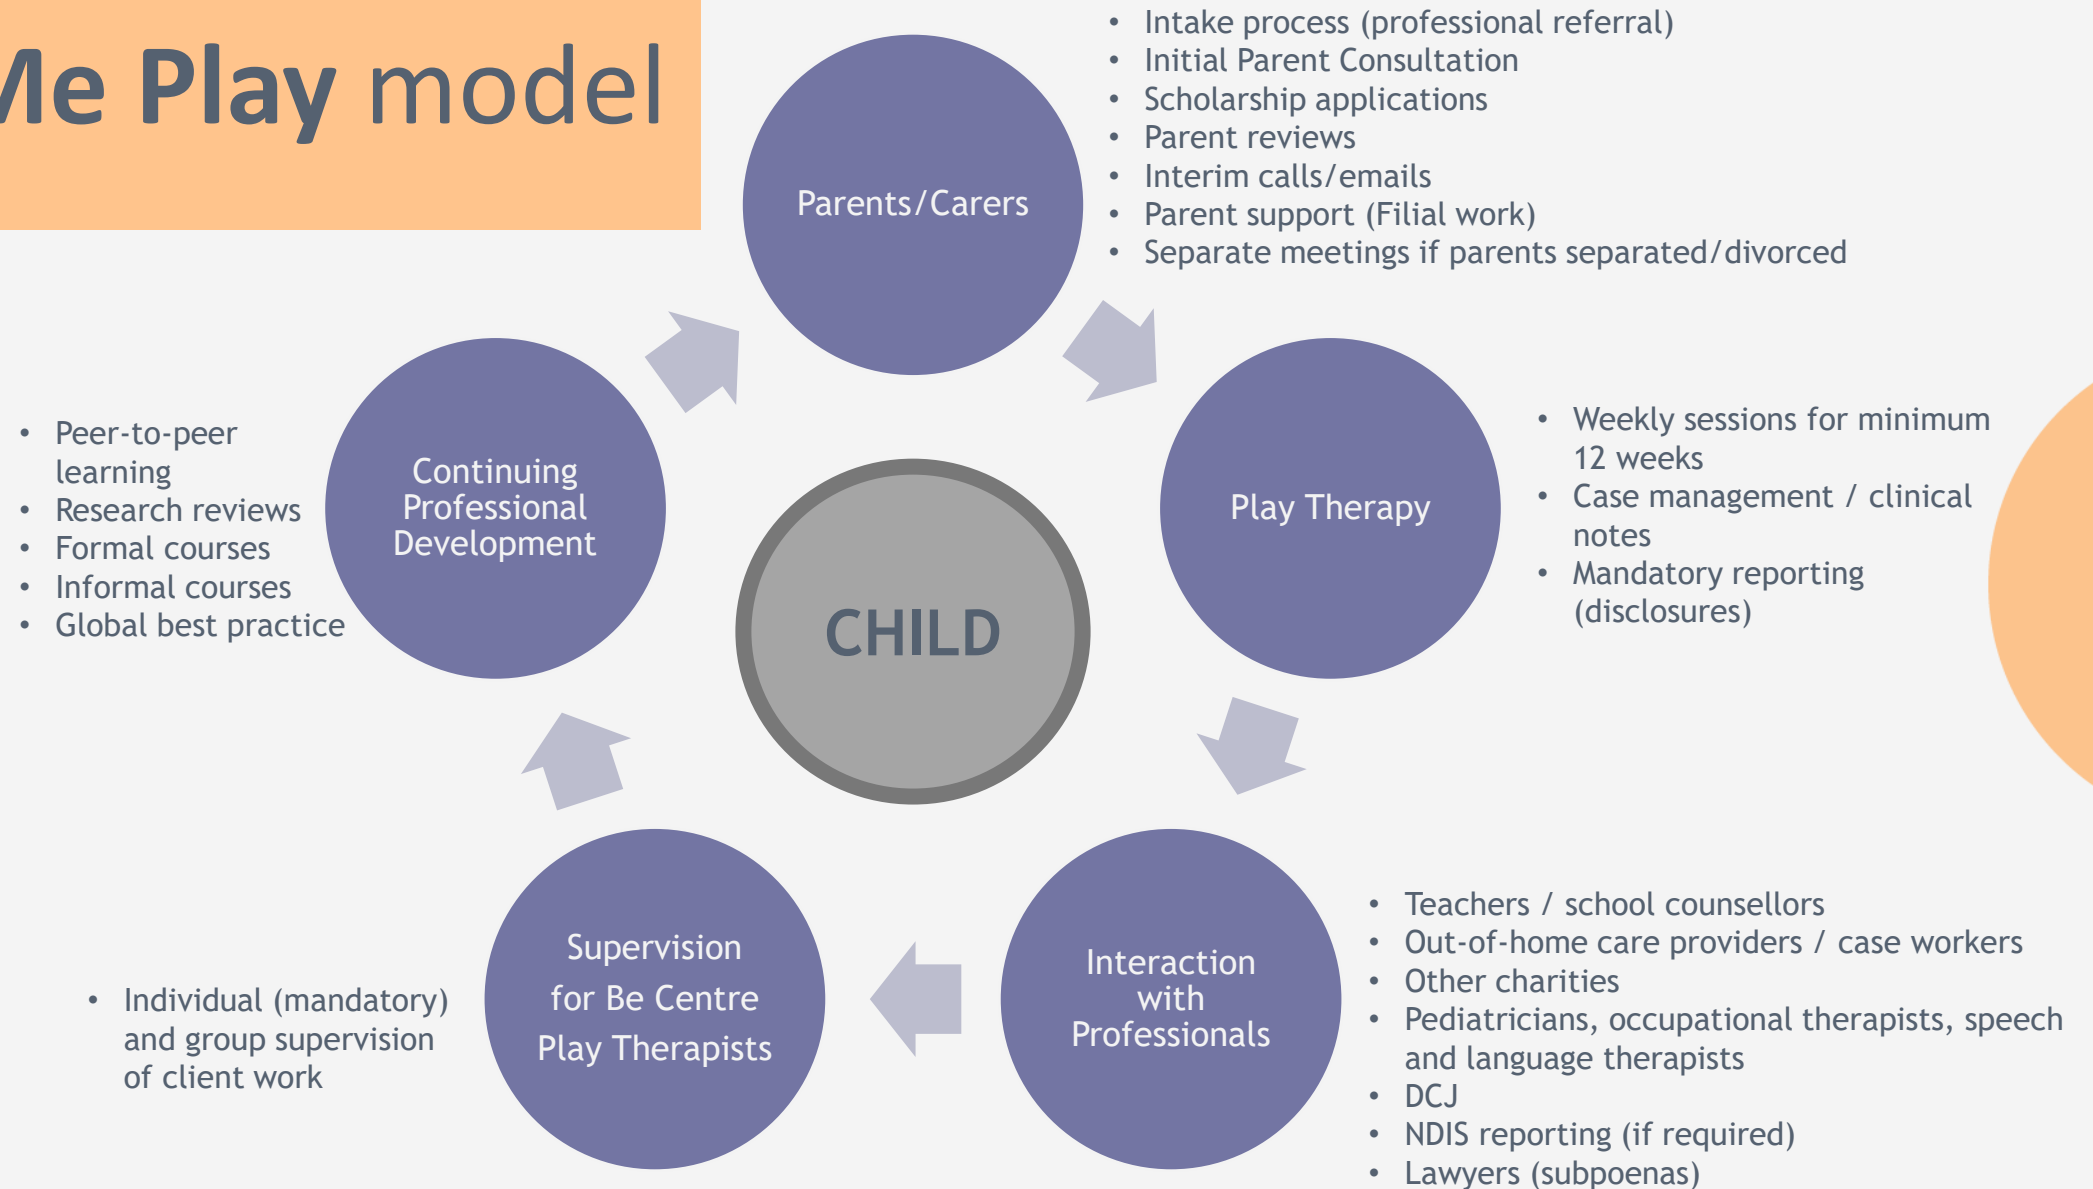 Me Play model
• Intake process (professional referral)
• Initial Parent Consultation
• Scholarship applications
• Parent reviews
• Interim calls/emails
• Parent support (Filial work)
• Separate meetings if parents separated/divorced
Parents/Carers
• Peer-to-peer
learning
• Research reviews
• Formal courses
• Informal courses
• Global best practice
Continuing
Professional
Development
CHILD
Play Therapy
• Weekly sessions for minimum
12 weeks
• Case management / clinical
notes
• Mandatory reporting
(disclosures)
• Individual (mandatory)
and group supervision
of client work
Supervision
for Be Centre
Play Therapists
Interaction
with
Professionals
• Teachers / school counsellors
• Out-of-home care providers / case workers
• Other charities
• Pediatricians, occupational therapists, speech
and language therapists
• DCJ
• NDIS reporting (if required)
• Lawyers (subpoenas)